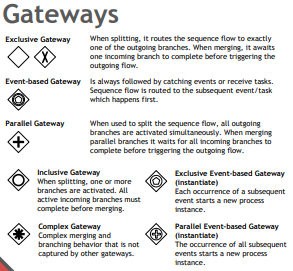 Gateways
Exclusive Gateway
When splitting, it routes the sequence flow to exactly
one of the outgoing branches. When merging, it awaits
one incoming branch to complete before triggering the
outgoing flow.
Event-based Gateway
Is always followed by catching events or receive tasks.
Sequence flow is routed to the subsequent event/task
which happens first.
Parallel Gateway
When used to split the sequence flow, all outgoing
branches are activated simultaneously. When merging
parallel branches it waits for all incoming branches to
complete before triggering the outgoing flow.
Inclusive Gateway
When splitting, one or more
branches are activated. All
active incoming branches must
complete before merging.
Exclusive Event-based Gateway
(instantiate)
Each occurrence of a subsequent
event starts a new process
instance.
Complex Gateway
Complex merging and
branching behavior that is not
captured by other gateways.
Parallel Event-based Gateway
(instantiate)
The occurrence of all subsequent
events starts a new process
instance.